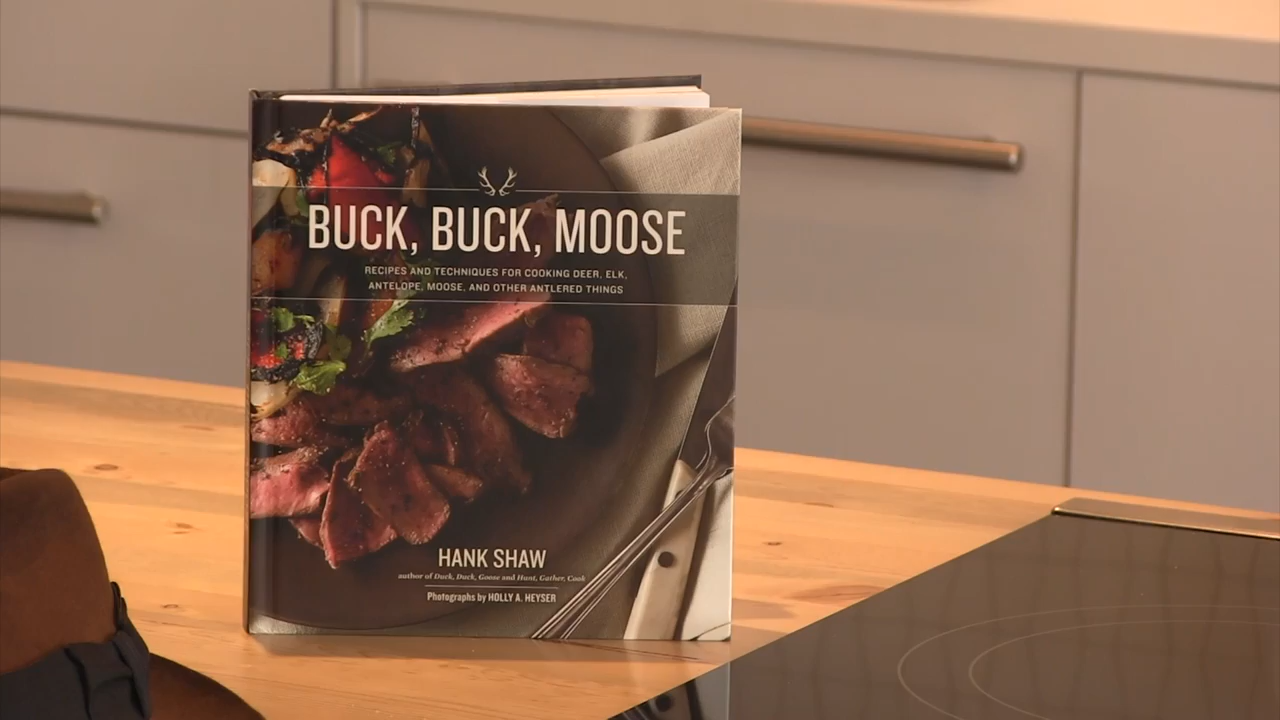 BUCK, BUCK, MOOSE
RECIPES AND TECHNIQUES FOR COOKING DEER, ELK,
ANTELOPE, MOOSE, AND OTHER ANTLERED THINGS
HANK SHAW
author of Duck, Duck, Goose and Hunt, Gather, Cook
Photographs by HOLLY A. HEYSER